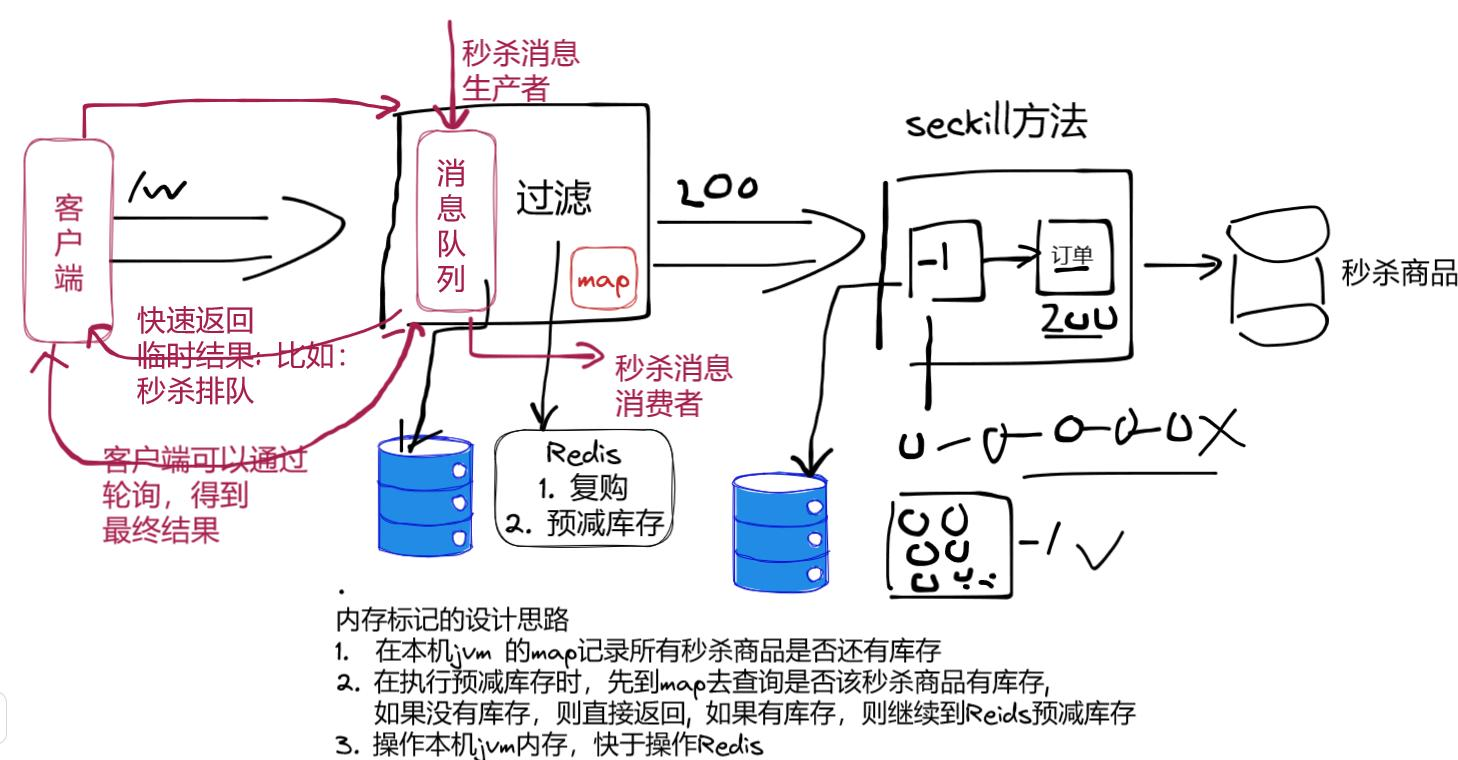 秒杀消息
生产者
seckill方法
客户端
1w
消息队列
过滤
map
200
-1
订单
200
秒杀商品
快速返回
临时结果：比如：
秒杀排队
秒杀消息
消费者
客户端可以通过
轮询，得到
最终结果
Redis
1. 复购
2. 预减库存
-1
内存标记的设计思路
1. 在本机jvm 的map记录所有秒杀商品是否还有库存
2. 在执行预减库存时，先到map去查询是否该秒杀商品有库存,
如果没有库存，则直接返回, 如果有库存，则继续到Reids预减库存
3. 操作本机jvm内存，快于操作Redis